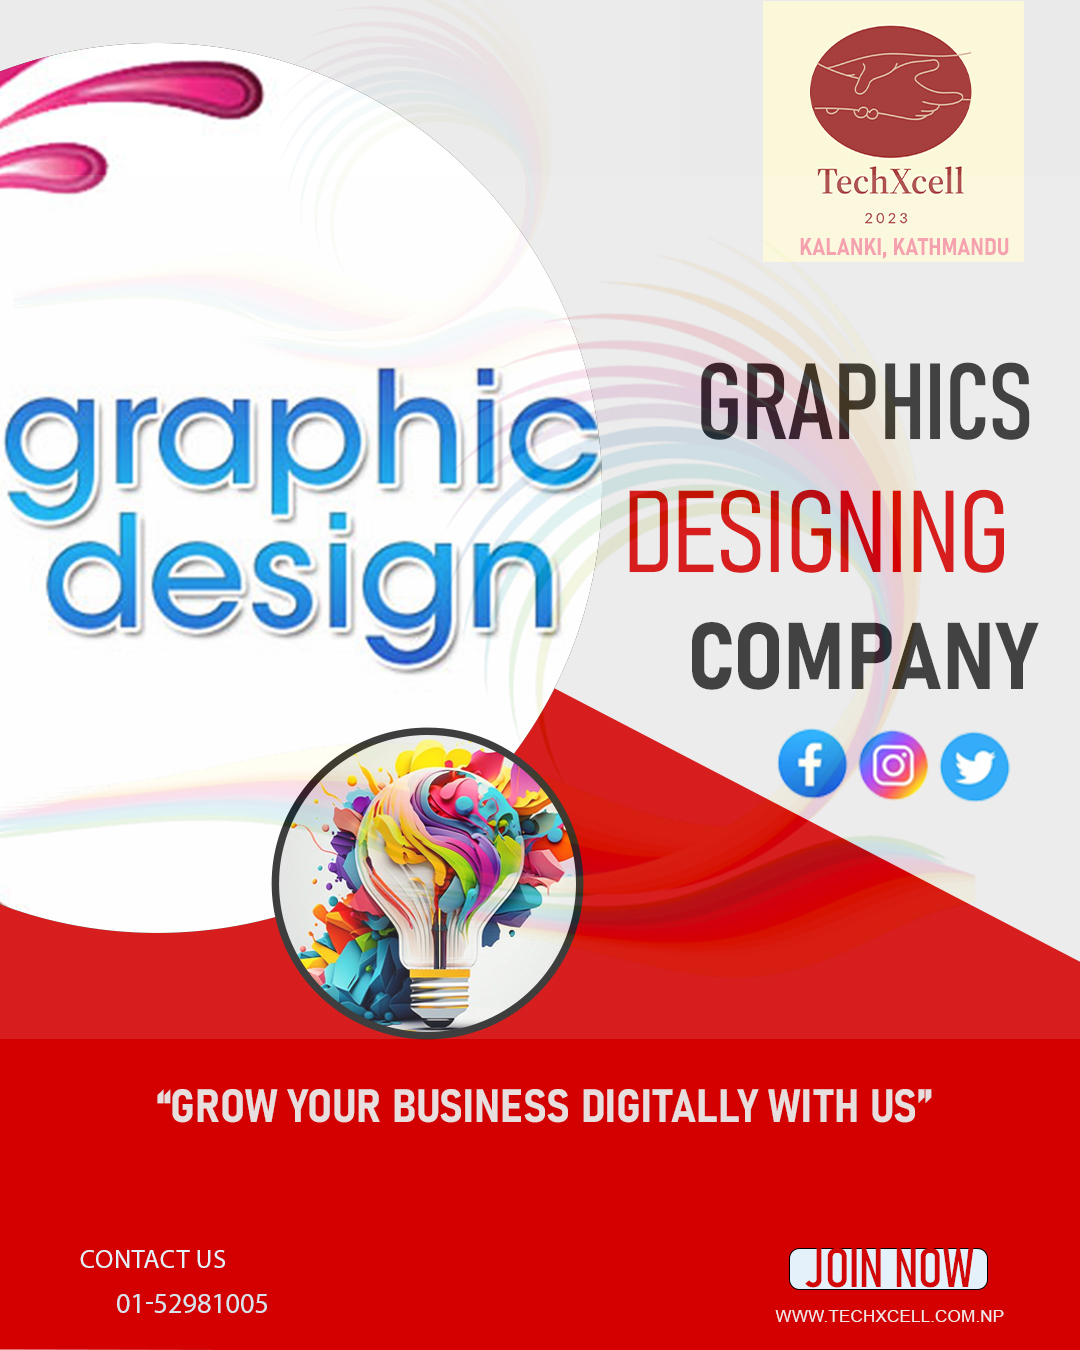 TechXcell
2023
KALANKI, KATHMANDU
graphic
design
GRAPHICS
DESIGNING
COMPANY
“GROW YOUR BUSINESS DIGITALLY WITH US”
CONTACT US
01-52981005
JOIN NOW
WWW.TECHXCELL.COM.NP